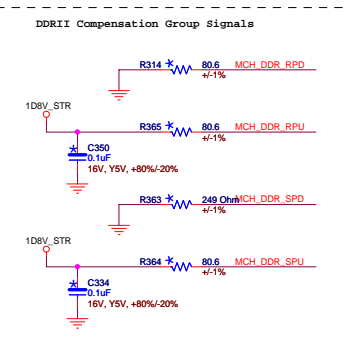 DDRII Compensation Group Signals
R314 80.6 MCH_DDR_RPD
+/-1%
1D8V_STR
R365 80.6 MCH_DDR_RPU
+/-1%
C350
0.1uF
16V, Y5V, +80%/-20%
R363 249 Ohm MCH_DDR_SPD
+/-1%
1D8V_STR
R364 80.6 MCH_DDR_SPU
+/-1%
C334
0.1uF
16V, Y5V, +80%/-20%